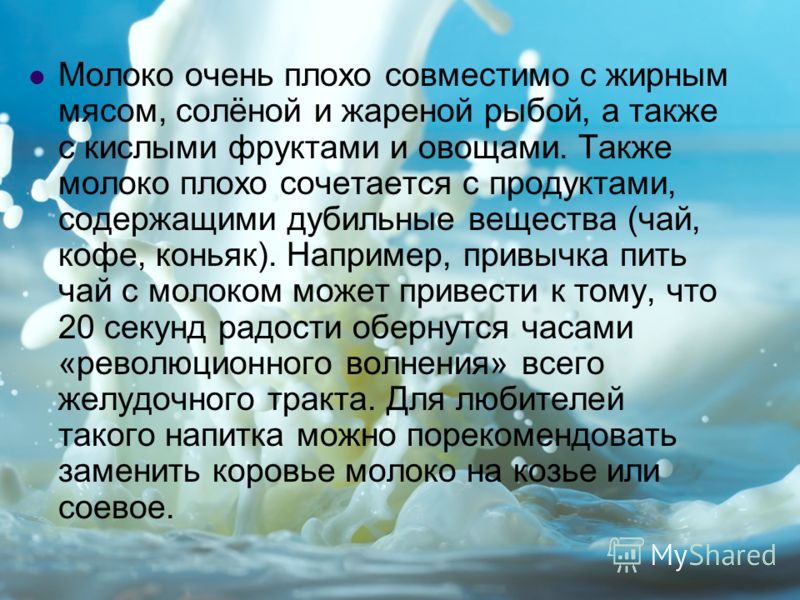 Молоко очень плохо совместимо с жирным
мясом, солёной и жареной рыбой, а также
с кислыми фруктами и овощами. Также
молоко плохо сочетается с продуктами,
содержащими дубильные вещества (чай,
кофе, коньяк). Например, привычка пить
чай с молоком может привести к тому, что
20 секунд радости обернутся часами
«революционного волнения» всего
желудочного тракта. Для любителей
такого напитка можно порекомендовать
заменить коровье молоко на козье или
соевое.
MyShared